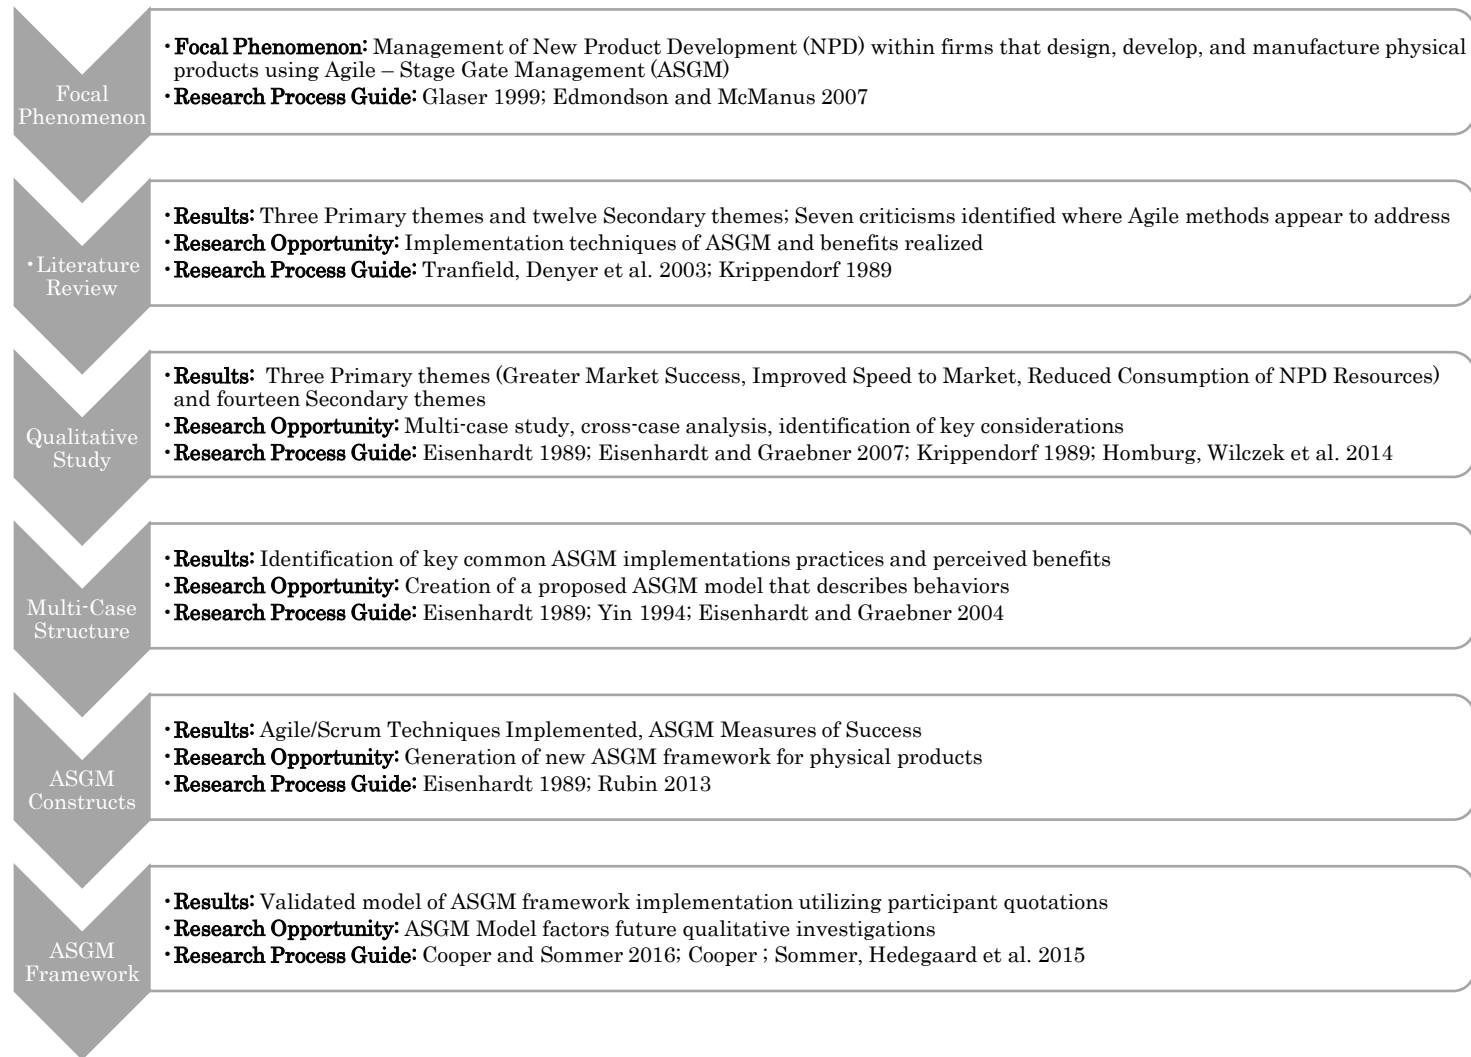 Focal
Phenomenon
·Focal Phenomenon: Management of New Product Development (NPD) within firms that design, develop, and manufacture physical
products using Agile – Stage Gate Management (ASGM)
·Research Process Guide: Glaser 1999; Edmondson and McManus 2007
·Literature
Review
·Results: Three Primary themes and twelve Secondary themes; Seven criticisms identified where Agile methods appear to address
·Research Opportunity: Implementation techniques of ASGM and benefits realized
·Research Process Guide: Tranfield, Denyer et al. 2003; Krippendorf 1989
Qualitative
Study
·Results: Three Primary themes (Greater Market Success, Improved Speed to Market, Reduced Consumption of NPD Resources)
and fourteen Secondary themes
·Research Opportunity: Multi-case study, cross-case analysis, identification of key considerations
·Research Process Guide: Eisenhardt 1989; Eisenhardt and Graebner 2007; Krippendorf 1989; Homburg, Wilczek et al. 2014
Multi-Case
Structure
·Results: Identification of key common ASGM implementations practices and perceived benefits
·Research Opportunity: Creation of a proposed ASGM model that describes behaviors
·Research Process Guide: Eisenhardt 1989; Yin 1994; Eisenhardt and Graebner 2004
ASGM
Constructs
·Results: Agile/Scrum Techniques Implemented, ASGM Measures of Success
·Research Opportunity: Generation of new ASGM framework for physical products
·Research Process Guide: Eisenhardt 1989; Rubin 2013
ASGM
Framework
·Results: Validated model of ASGM framework implementation utilizing participant quotations
·Research Opportunity: ASGM Model factors future qualitative investigations
·Research Process Guide: Cooper and Sommer 2016; Cooper ; Sommer, Hedegaard et al. 2015